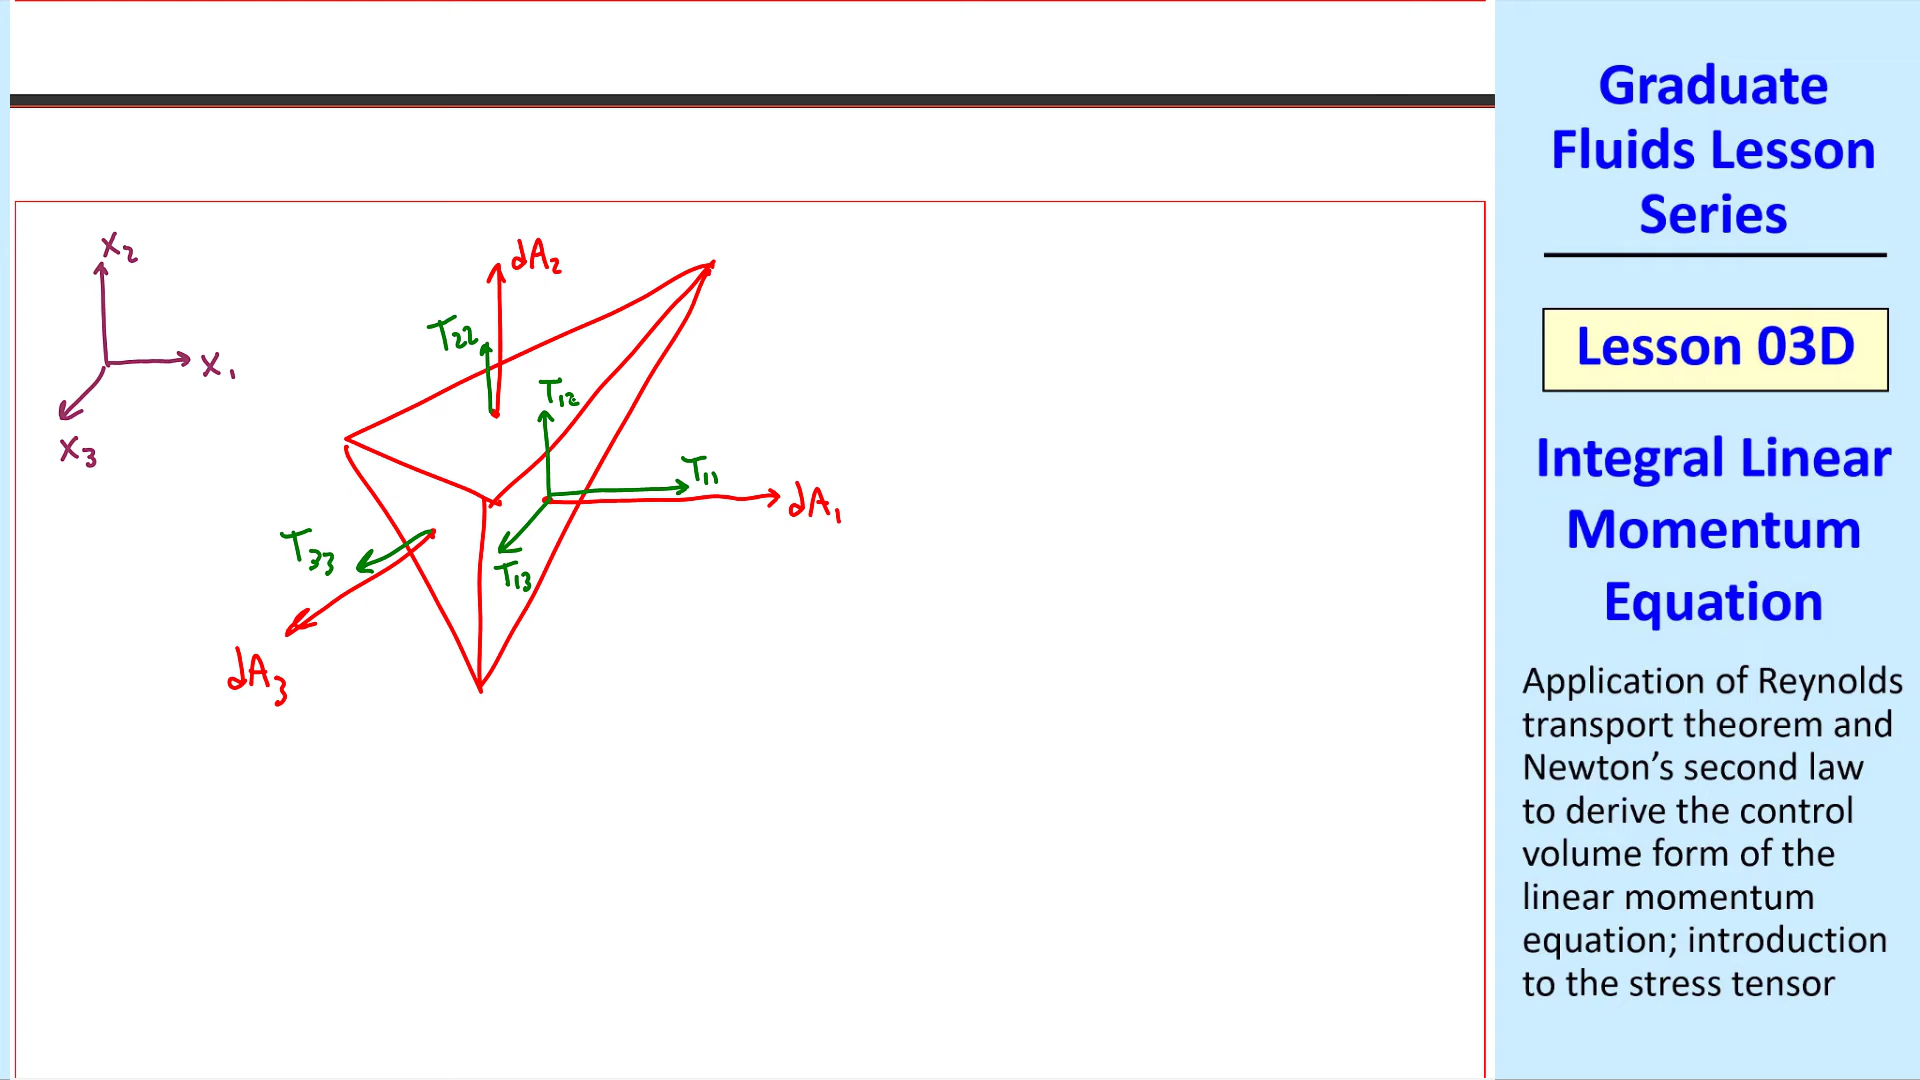 X2
X1
X3
dA2
T22
T12
T11
dA1
T33
T13
dA3
Graduate
Fluids Lesson
Series
Lesson 03D
Integral Linear
Momentum
Equation
Application of Reynolds
transport theorem and
Newton’s second law
to derive the control
volume form of the
linear momentum
equation; introduction
to the stress tensor